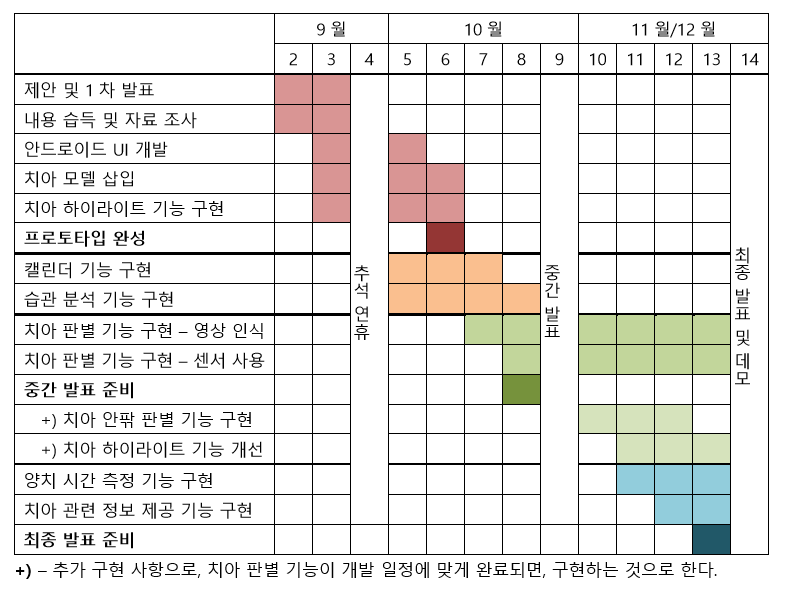 9 월 10 월 11 월/12 월
2 3 4 5 6 7 8 9 10 11 12 13 14
제안 및 1 차 발표
내용 습득 및 자료 조사
안드로이드 UI 개발
치아 모델 삽입
치아 하이라이트 기능 구현
프로토타입 완성
캘린더 기능 구현
습관 분석 기능 구현
치아 판별 기능 구현 – 영상 인식
치아 판별 기능 구현 – 센서 사용
중간 발표 준비
+) 치아 안팎 판별 기능 구현
+) 치아 하이라이트 기능 개선
양치 시간 측정 기능 구현
치아 관련 정보 제공 기능 구현
최종 발표 준비
추석 연휴
중간 발표
최종 발표 및 데모
+) – 추가 구현 사항으로, 치아 판별 기능이 개발 일정에 맞게 완료되면, 구현하는 것으로 한다.